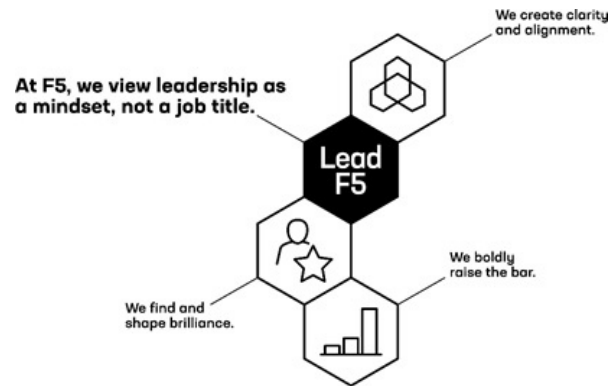 We create clarity
and alignment.
At F5, we view leadership as
a mindset, not a job title.
Lead
F5
We boldly
raise the bar.
We find and
shape brilliance.